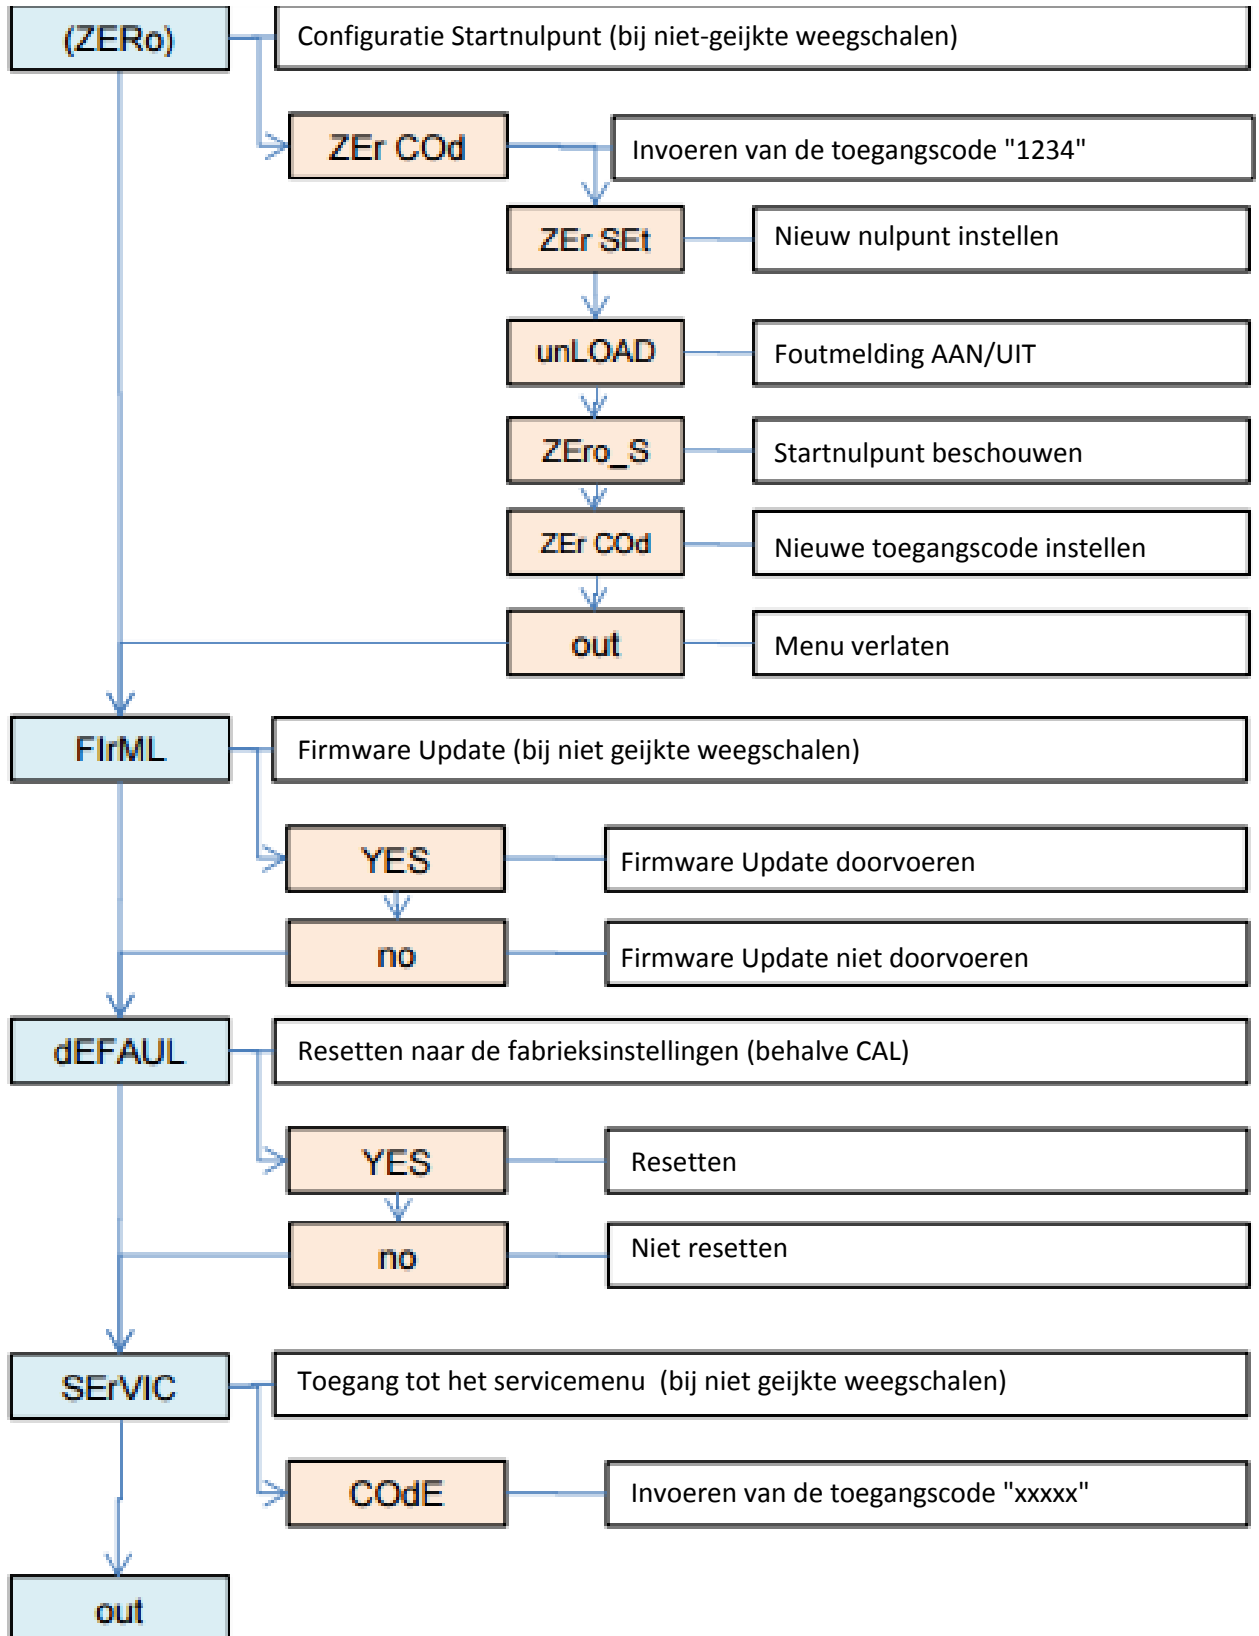 (ZERo)
Configuratie Startnulpunt (bij niet-geijkte weegschalen)
ZEr COd
Invoeren van de toegangscode "1234"
ZEr SEt
Nieuw nulpunt instellen
unLOAD
Foutmelding AAN/UIT
ZEro_S
Startnulpunt beschouwen
ZEr COd
Nieuwe toegangscode instellen
out
Menu verlaten
FIrML
Firmware Update (bij niet geijkte weegschalen)
YES
Firmware Update doorvoeren
no
Firmware Update niet doorvoeren
dEFAUL
Resetten naar de fabrieksinstellingen (behalve CAL)
YES
Resetten
no
Niet resetten
SErVIC
Toegang tot het servicemenu  (bij niet geijkte weegschalen)
COdE
Invoeren van de toegangscode "xxxxx"
out